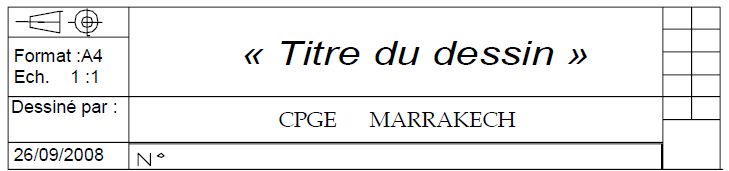 Format :A4
Ech. 1 :1
« Titre du dessin »
Dessiné par :
CPGE MARRAKECH
26/09/2008
N°